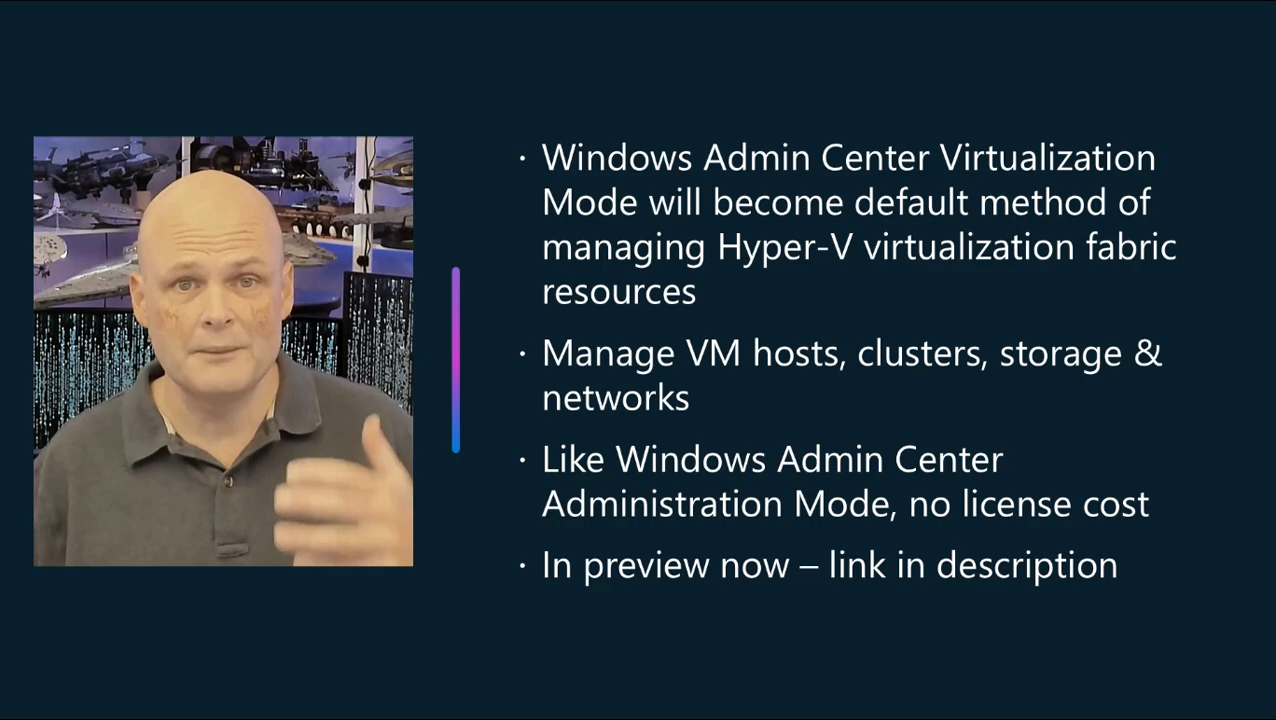 · Windows Admin Center Virtualization
Mode will become default method of
managing Hyper-V virtualization fabric
resources
· Manage VM hosts, clusters, storage &
networks
· Like Windows Admin Center
Administration Mode, no license cost
· In preview now – link in description